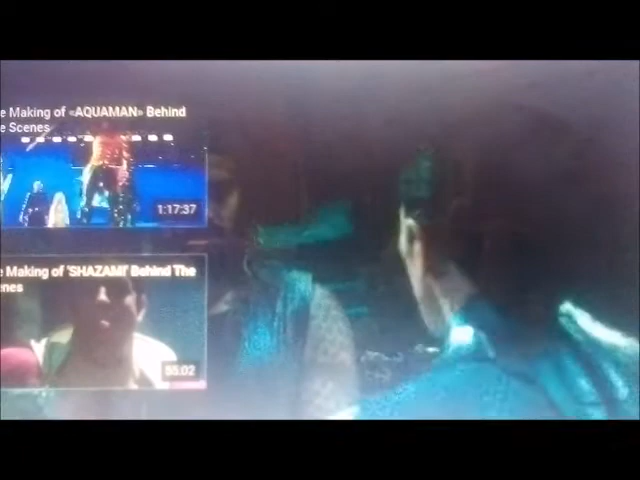 e Making of «AQUAMAN» Behind
e Scenes
1:17:37
e Making of 'SHAZAM!' Behind The
enes
55:02